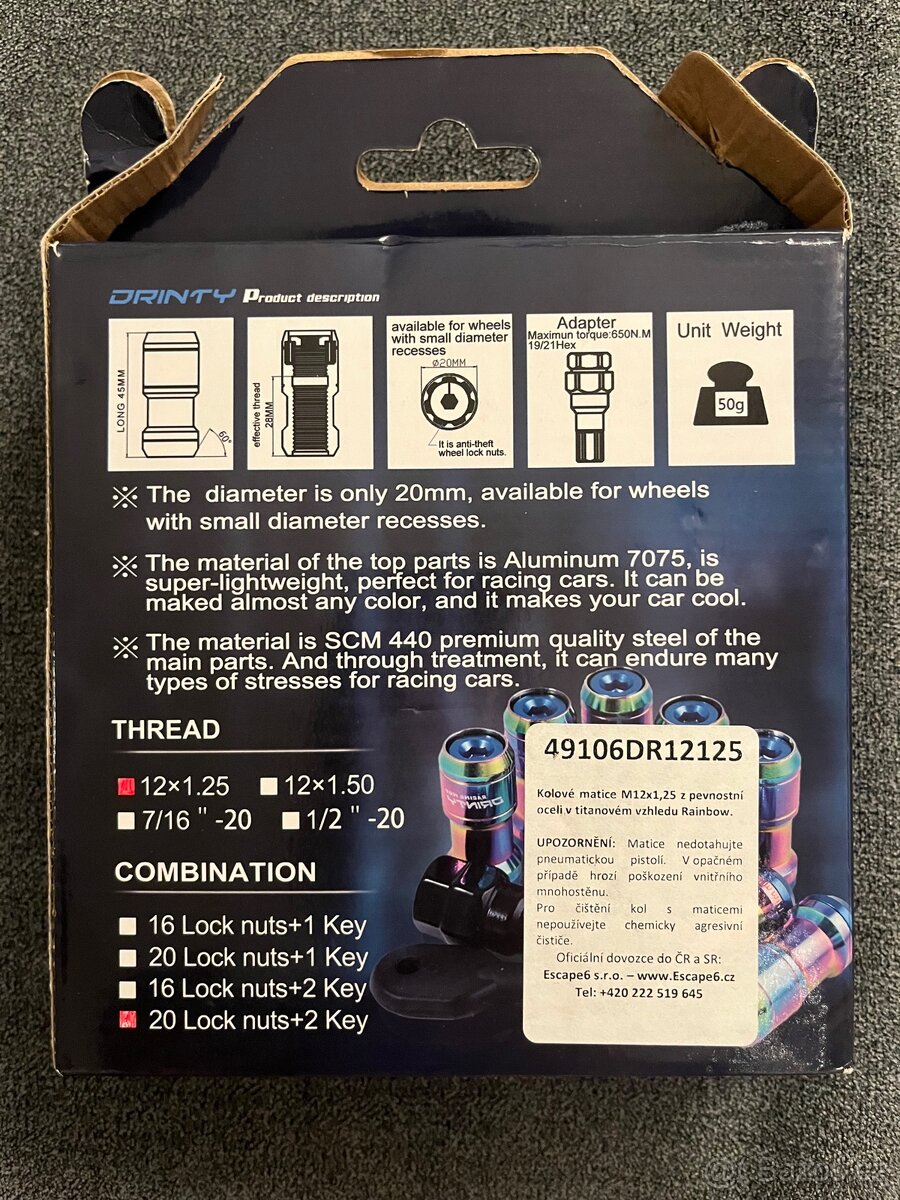 DRINTY Product description
LONG 45MM
60°
effective thread
28MM
available for wheels
with small diameter
recesses
⌀20MM
It is anti-theft
wheel lock nuts.
Adapter
Maximun torque:650N.M
19/21Hex
Unit Weight
50g
※ The diameter is only 20mm, available for wheels
with small diameter recesses.
※ The material of the top parts is Aluminum 7075, is
super-lightweight, perfect for racing cars. It can be
maked almost any color, and it makes your car cool.
※ The material is SCM 440 premium quality steel of the
main parts. And through treatment, it can endure many
types of stresses for racing cars.
THREAD
12×1.25 12×1.50
7/16 " -20 1/2 " -20
COMBINATION
16 Lock nuts+1 Key
20 Lock nuts+1 Key
16 Lock nuts+2 Key
20 Lock nuts+2 Key
DRINTY
49106DR12125
Kolové matice M12x1,25 z pevnostní
oceli v titanovém vzhledu Rainbow.
UPOZORNĚNÍ: Matice nedotahujte
pneumatickou pistolí. V opačném
případě hrozí poškození vnitřního
mnohostěnu.
Pro čištění kol s maticemi
nepoužívejte chemicky agresivní
čističe.
Oficiální dovozce do ČR a SR:
Escape6 s.r.o. – www.Escape6.cz
Tel: +420 222 519 645